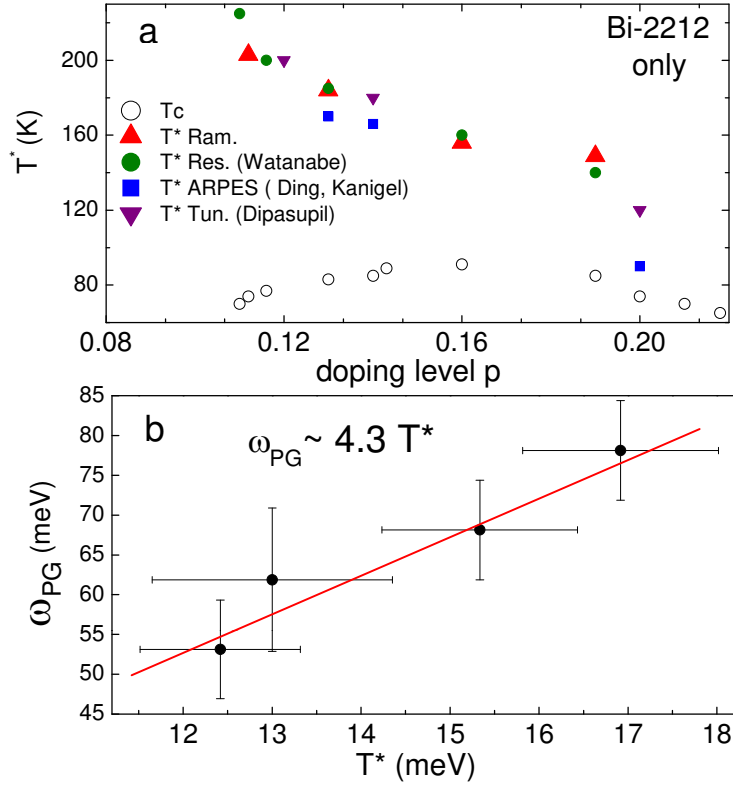 a
Bi-2212
only
200
160
120
80
T* (K)
Tc
T* Ram.
T* Res. (Watanabe)
T* ARPES ( Ding, Kanigel)
T* Tun. (Dipasupil)
0.08 0.12 0.16 0.20
doping level p
b
ω_PG ~ 4.3 T*
85
80
75
70
65
60
55
50
45
ω_PG (meV)
12 13 14 15 16 17 18
T* (meV)